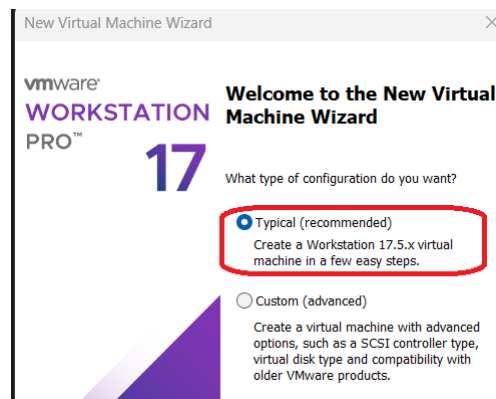 New Virtual Machine Wizard
vmware®
WORKSTATION
PRO™
17
Welcome to the New Virtual
Machine Wizard
What type of configuration do you want?
Typical (recommended)
Create a Workstation 17.5.x virtual
machine in a few easy steps.
Custom (advanced)
Create a virtual machine with advanced
options, such as a SCSI controller type,
virtual disk type and compatibility with
older VMware products.